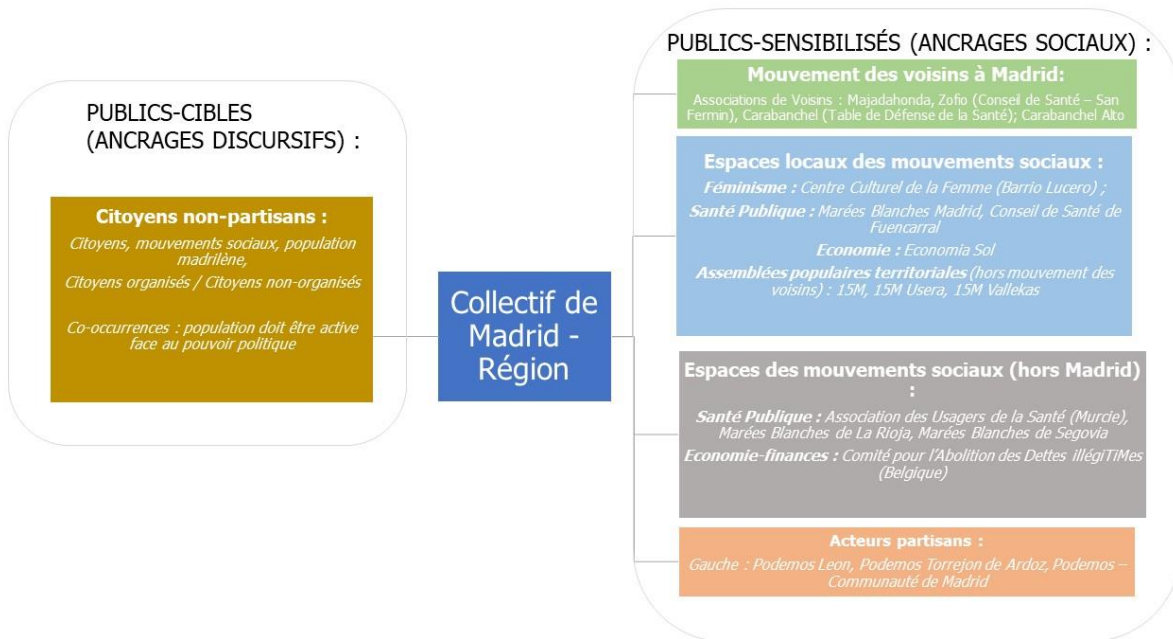 PUBLICS-CIBLES
(ANCRAGES DISCURSIFS) :
Citoyens non-partisans :
Citoyens, mouvements sociaux, population
madrilène,
Citoyens organisés / Citoyens non-organisés
Co-occurrences : population doit être active
face au pouvoir politique
Collectif de
Madrid -
Région
PUBLICS-SENSIBILISÉS (ANCRAGES SOCIAUX) :
Mouvement des voisins à Madrid:
Associations de Voisins : Majadahonda, Zofio (Conseil de Santé – San
Fermin), Carabanchel (Table de Défense de la Santé); Carabanchel Alto
Espaces locaux des mouvements sociaux :
Féminisme : Centre Culturel de la Femme (Barrio Lucero) ;
Santé Publique : Marées Blanches Madrid, Conseil de Santé de
Fuencarral
Economie : Economia Sol
Assemblées populaires territoriales (hors mouvement des
voisins) : 15M, 15M Usera, 15M Vallekas
Espaces des mouvements sociaux (hors Madrid)
:
Santé Publique : Association des Usagers de la Santé (Murcie),
Marées Blanches de La Rioja, Marées Blanches de Segovia
Economie-finances : Comité pour l'Abolition des Dettes illégiTiMes
(Belgique)
Acteurs partisans :
Gauche : Podemos Leon, Podemos Torrejon de Ardoz, Podemos –
Communauté de Madrid